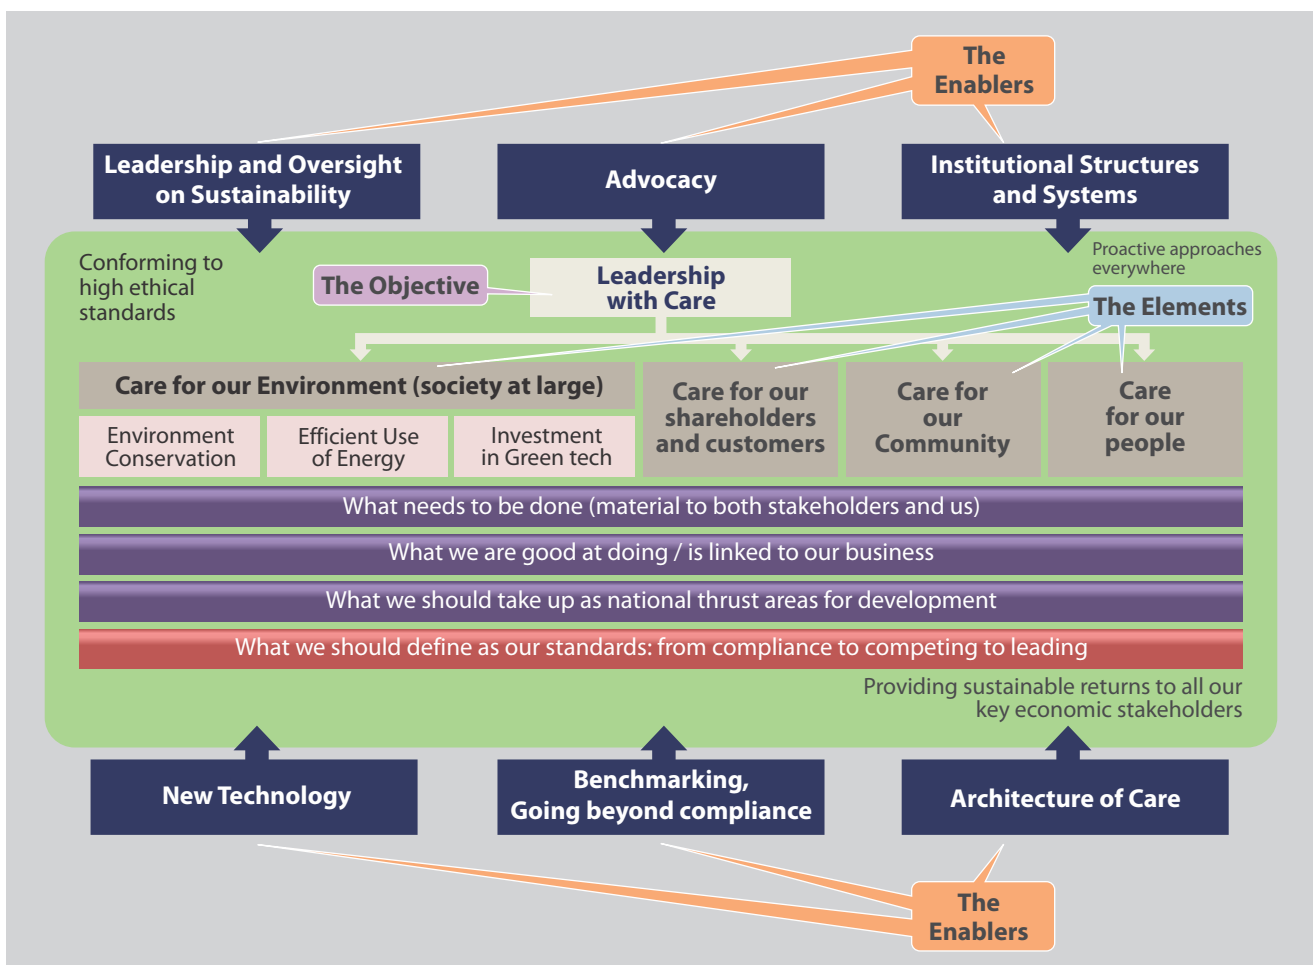 The
Enablers
Leadership and Oversight
on Sustainability
Advocacy
Institutional Structures
and Systems
Conforming to
high ethical
standards
The Objective
Leadership
with Care
Proactive approaches
everywhere
The Elements
Care for our Environment (society at large)
Environment
Conservation
Efficient Use
of Energy
Investment
in Green tech
Care for our
shareholders
and customers
Care for
our
Community
Care
for our
people
What needs to be done (material to both stakeholders and us)
What we are good at doing / is linked to our business
What we should take up as national thrust areas for development
What we should define as our standards: from compliance to competing to leading
Providing sustainable returns to all our
key economic stakeholders
New Technology
Benchmarking,
Going beyond compliance
Architecture of Care
The
Enablers